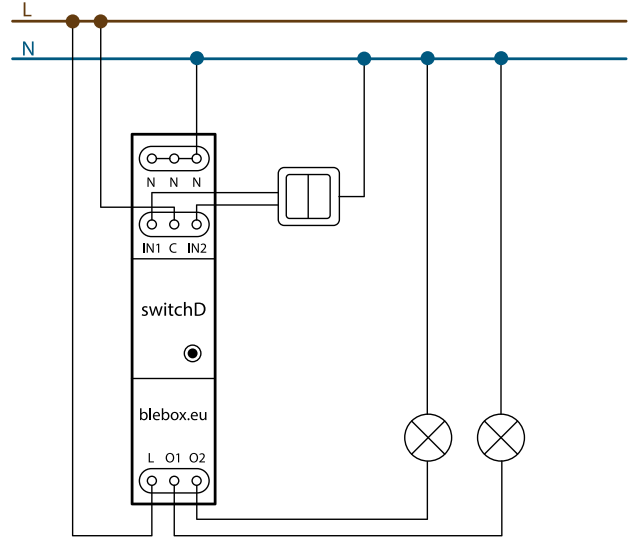 L
N
N N N
IN1 C IN2
switchD
blebox.eu
L O1 O2